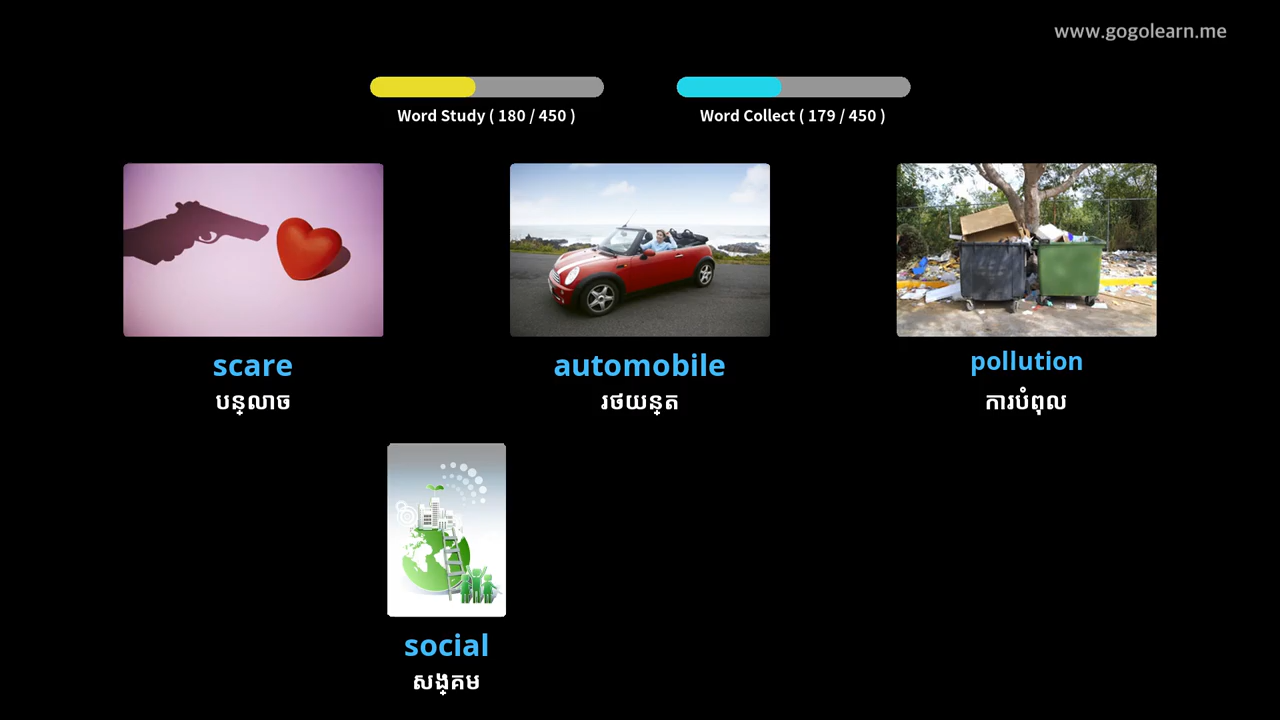 www.gogolearn.me
Word Study ( 180 / 450 )
Word Collect ( 179 / 450 )
scare
automobile
pollution
បន្លាច
រថយន្ត
ការបំពុល
social
សង្គម